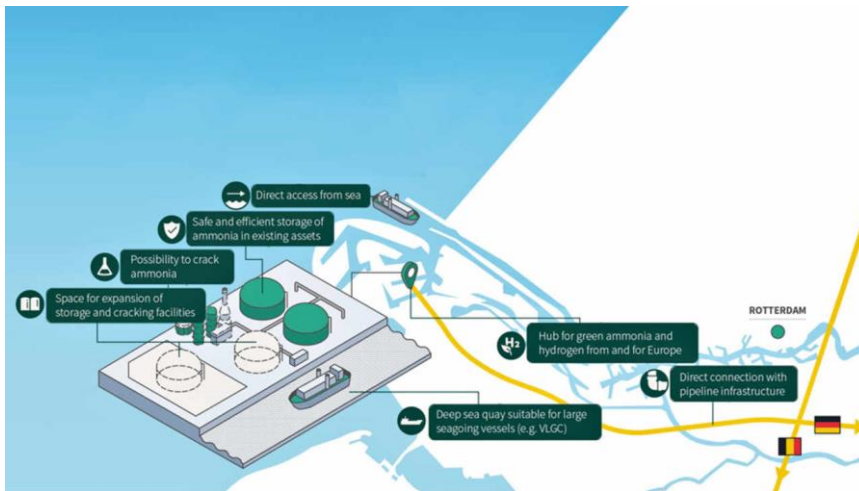 Direct access from sea
Safe and efficient storage of
ammonia in existing assets
Possibility to crack
ammonia
Space for expansion of
storage and cracking facilities
ROTTERDAM
H2
Hub for green ammonia and
hydrogen from and for Europe
Direct connection with
pipeline infrastructure
Deep sea quay suitable for large
seagoing vessels (e.g. VLGC)